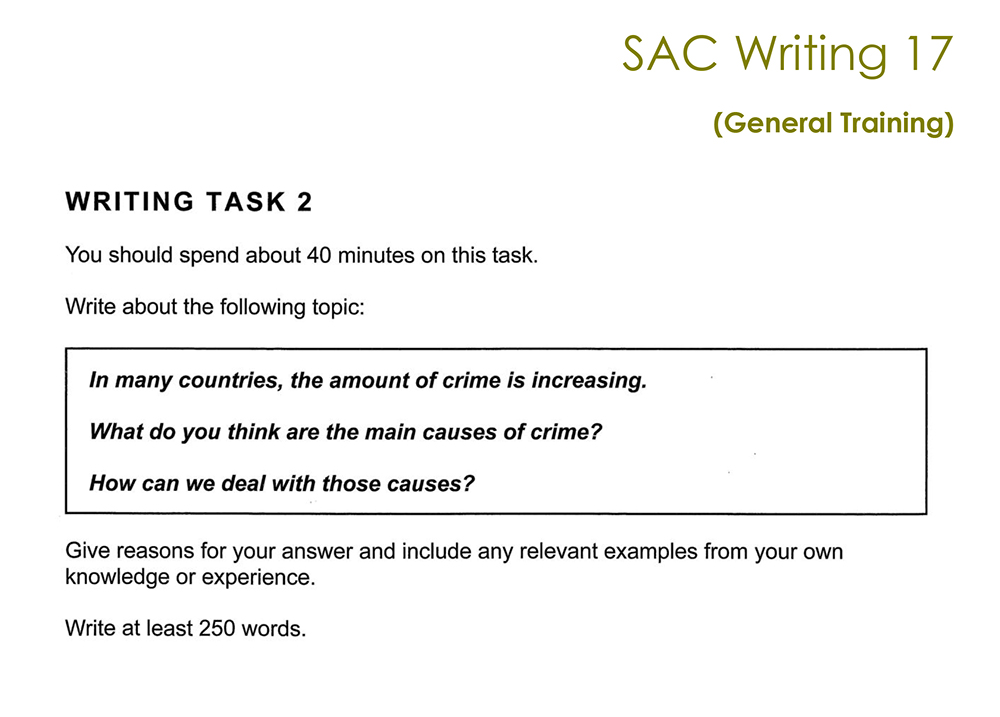 SAC Writing 17
(General Training)
WRITING TASK 2
You should spend about 40 minutes on this task.
Write about the following topic:
In many countries, the amount of crime is increasing.
What do you think are the main causes of crime?
How can we deal with those causes?
Give reasons for your answer and include any relevant examples from your own
knowledge or experience.
Write at least 250 words.